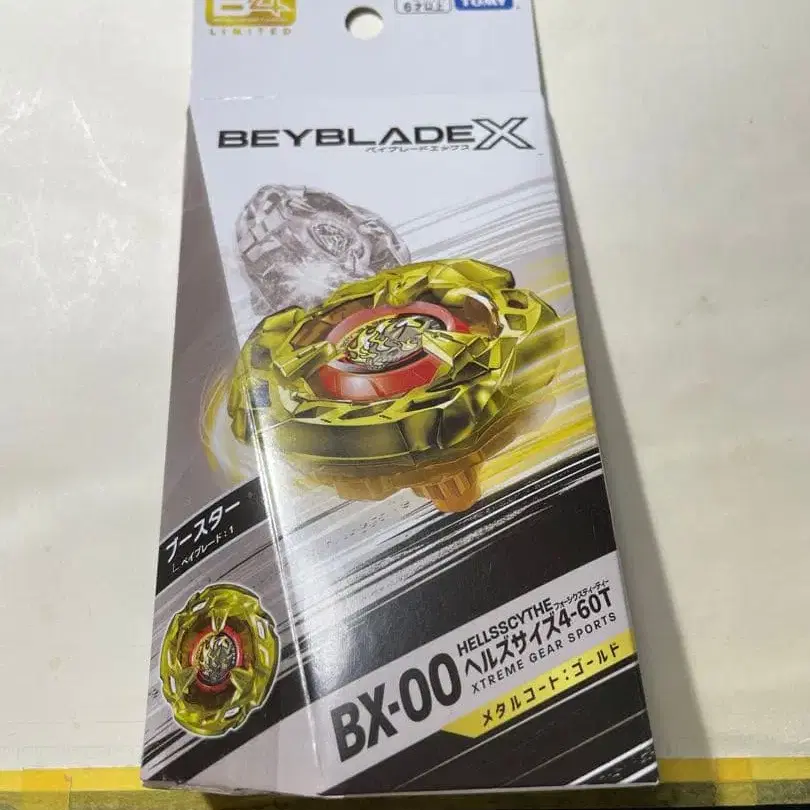 LIMITED
6才以上
TOMY
BEYBLADE X
ベイブレードエックス
ブースター
ベイブレード：1
BX-00
HELLSSCYTHE
フォーシックスティーティー
ヘルズサイズ4-60T
XTREME GEAR SPORTS
メタルコート：ゴールド